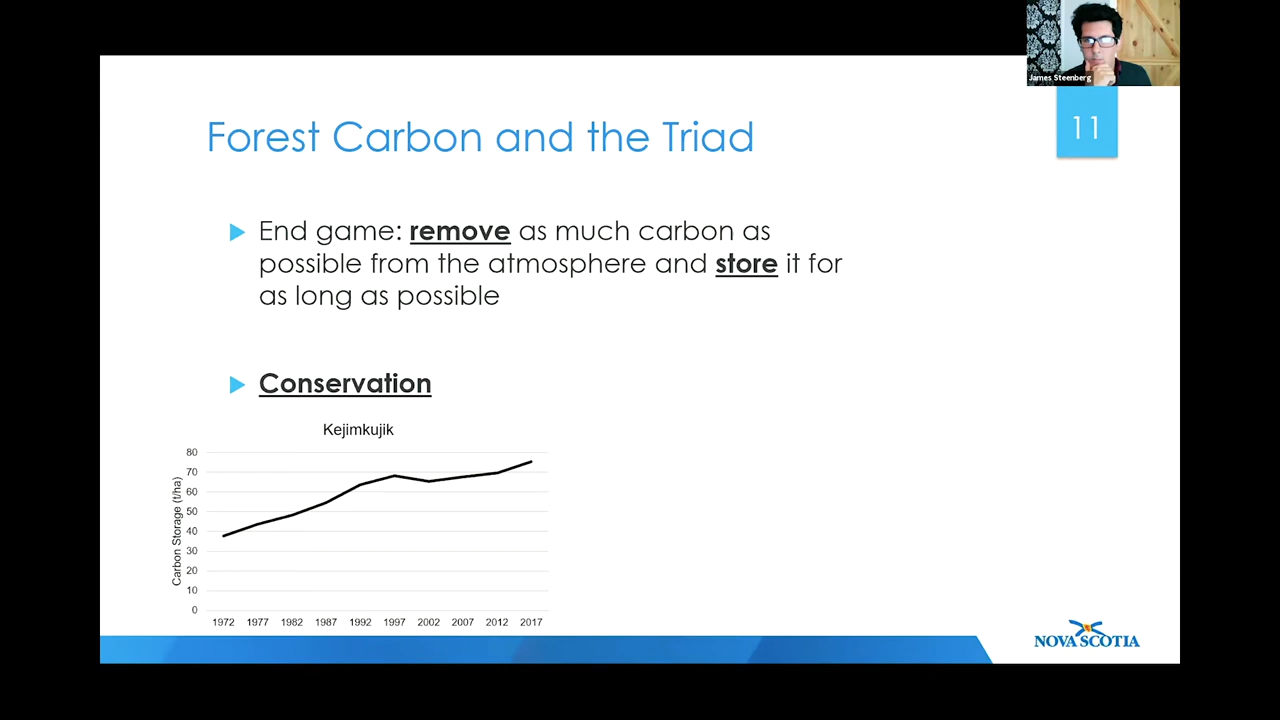 James Steenberg
11
Forest Carbon and the Triad
End game: remove as much carbon as
possible from the atmosphere and store it for
as long as possible
Conservation
Kejimkujik
Carbon Storage (t/ha)
80
70
60
50
40
30
20
10
0
1972 1977 1982 1987 1992 1997 2002 2007 2012 2017
NOVA SCOTIA